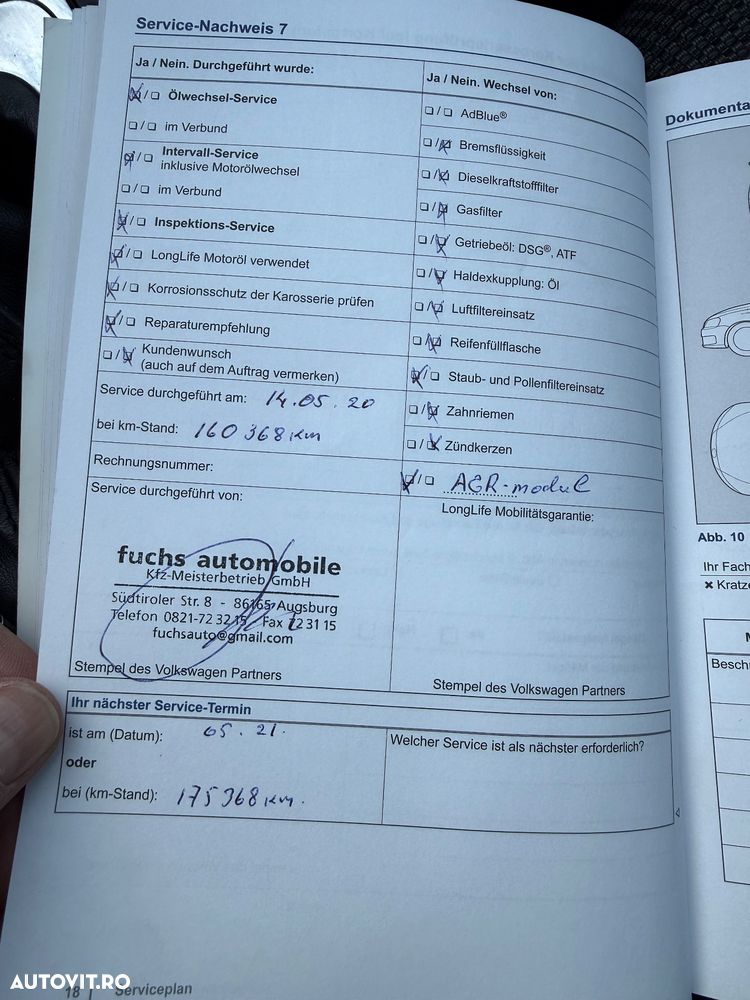 Service-Nachweis 7
Ja / Nein. Durchgeführt wurde:
❏/❏ Ölwechsel-Service
❏/❏ im Verbund
❏/❏ Intervall-Service
inklusive Motorölwechsel
❏/❏ im Verbund
❏/❏ Inspektions-Service
❏/❏ LongLife Motoröl verwendet
❏/❏ Korrosionsschutz der Karosserie prüfen
❏/❏ Reparaturempfehlung
❏/❏ Kundenwunsch
(auch auf dem Auftrag vermerken)
Service durchgeführt am: 14.05.20
bei km-Stand: 160 368 km
Rechnungsnummer:
Service durchgeführt von:
fuchs automobile
Kfz-Meisterbetrieb GmbH
Südtiroler Str. 8 - 86165 Augsburg
Telefon 0821-72 32 15 Fax 72 31 15
fuchsauto@gmail.com
Stempel des Volkswagen Partners
Ja / Nein. Wechsel von:
❏/❏ AdBlue®
❏/❏ Bremsflüssigkeit
❏/❏ Dieselkraftstofffilter
❏/❏ Gasfilter
❏/❏ Getriebeöl: DSG®, ATF
❏/❏ Haldexkupplung: Öl
❏/❏ Luftfiltereinsatz
❏/❏ Reifenfüllflasche
❏/❏ Staub- und Pollenfiltereinsatz
❏/❏ Zahnriemen
❏/❏ Zündkerzen
❏/❏ AGR-modul
LongLife Mobilitätsgarantie:
Stempel des Volkswagen Partners
Ihr nächster Service-Termin
ist am (Datum): 05.21.
oder
bei (km-Stand): 175 368 km.
Welcher Service ist als nächster erforderlich?
18 Serviceplan
Dokumenta
Abb. 10
Ihr Fach
✖ Kratze
M
Besch
AUTOVIT.RO